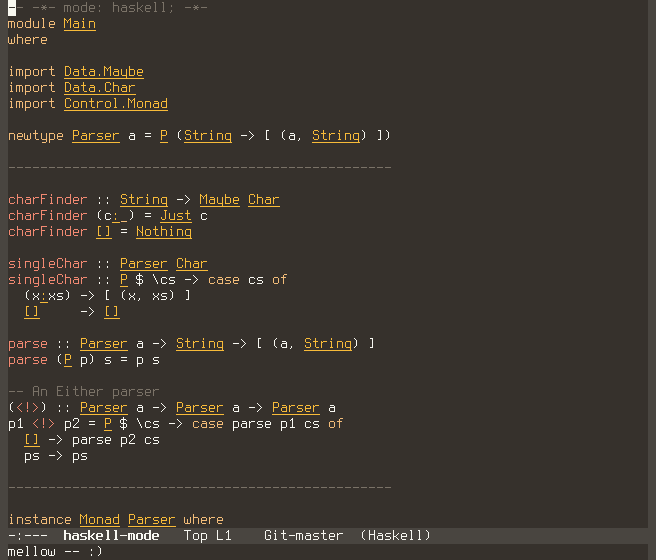 -- -*- mode: haskell; -*-
module Main
where
import Data.Maybe
import Data.Char
import Control.Monad
newtype Parser a = P (String -> [ (a, String) ])
------------------------------------------------
charFinder :: String -> Maybe Char
charFinder (c:_) = Just c
charFinder [] = Nothing
singleChar :: Parser Char
singleChar :: P $ \cs -> case cs of
  (x:xs) -> [ (x, xs) ]
  []     -> []
parse :: Parser a -> String -> [ (a, String) ]
parse (P p) s = p s
-- An Either parser
(<!>) :: Parser a -> Parser a -> Parser a
p1 <!> p2 = P $ \cs -> case parse p1 cs of
  [] -> parse p2 cs
  ps -> ps
------------------------------------------------
instance Monad Parser where
-:---  haskell-mode   Top L1    Git-master  (Haskell)
mellow -- :)